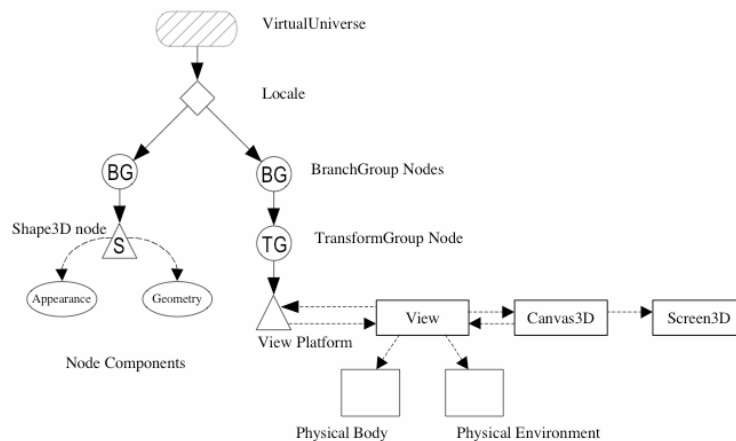 VirtualUniverse
Locale
BG
BG
BranchGroup Nodes
Shape3D node
S
TG
TransformGroup Node
Appearance
Geometry
View
Canvas3D
Screen3D
View Platform
Node Components
Physical Body
Physical Environment